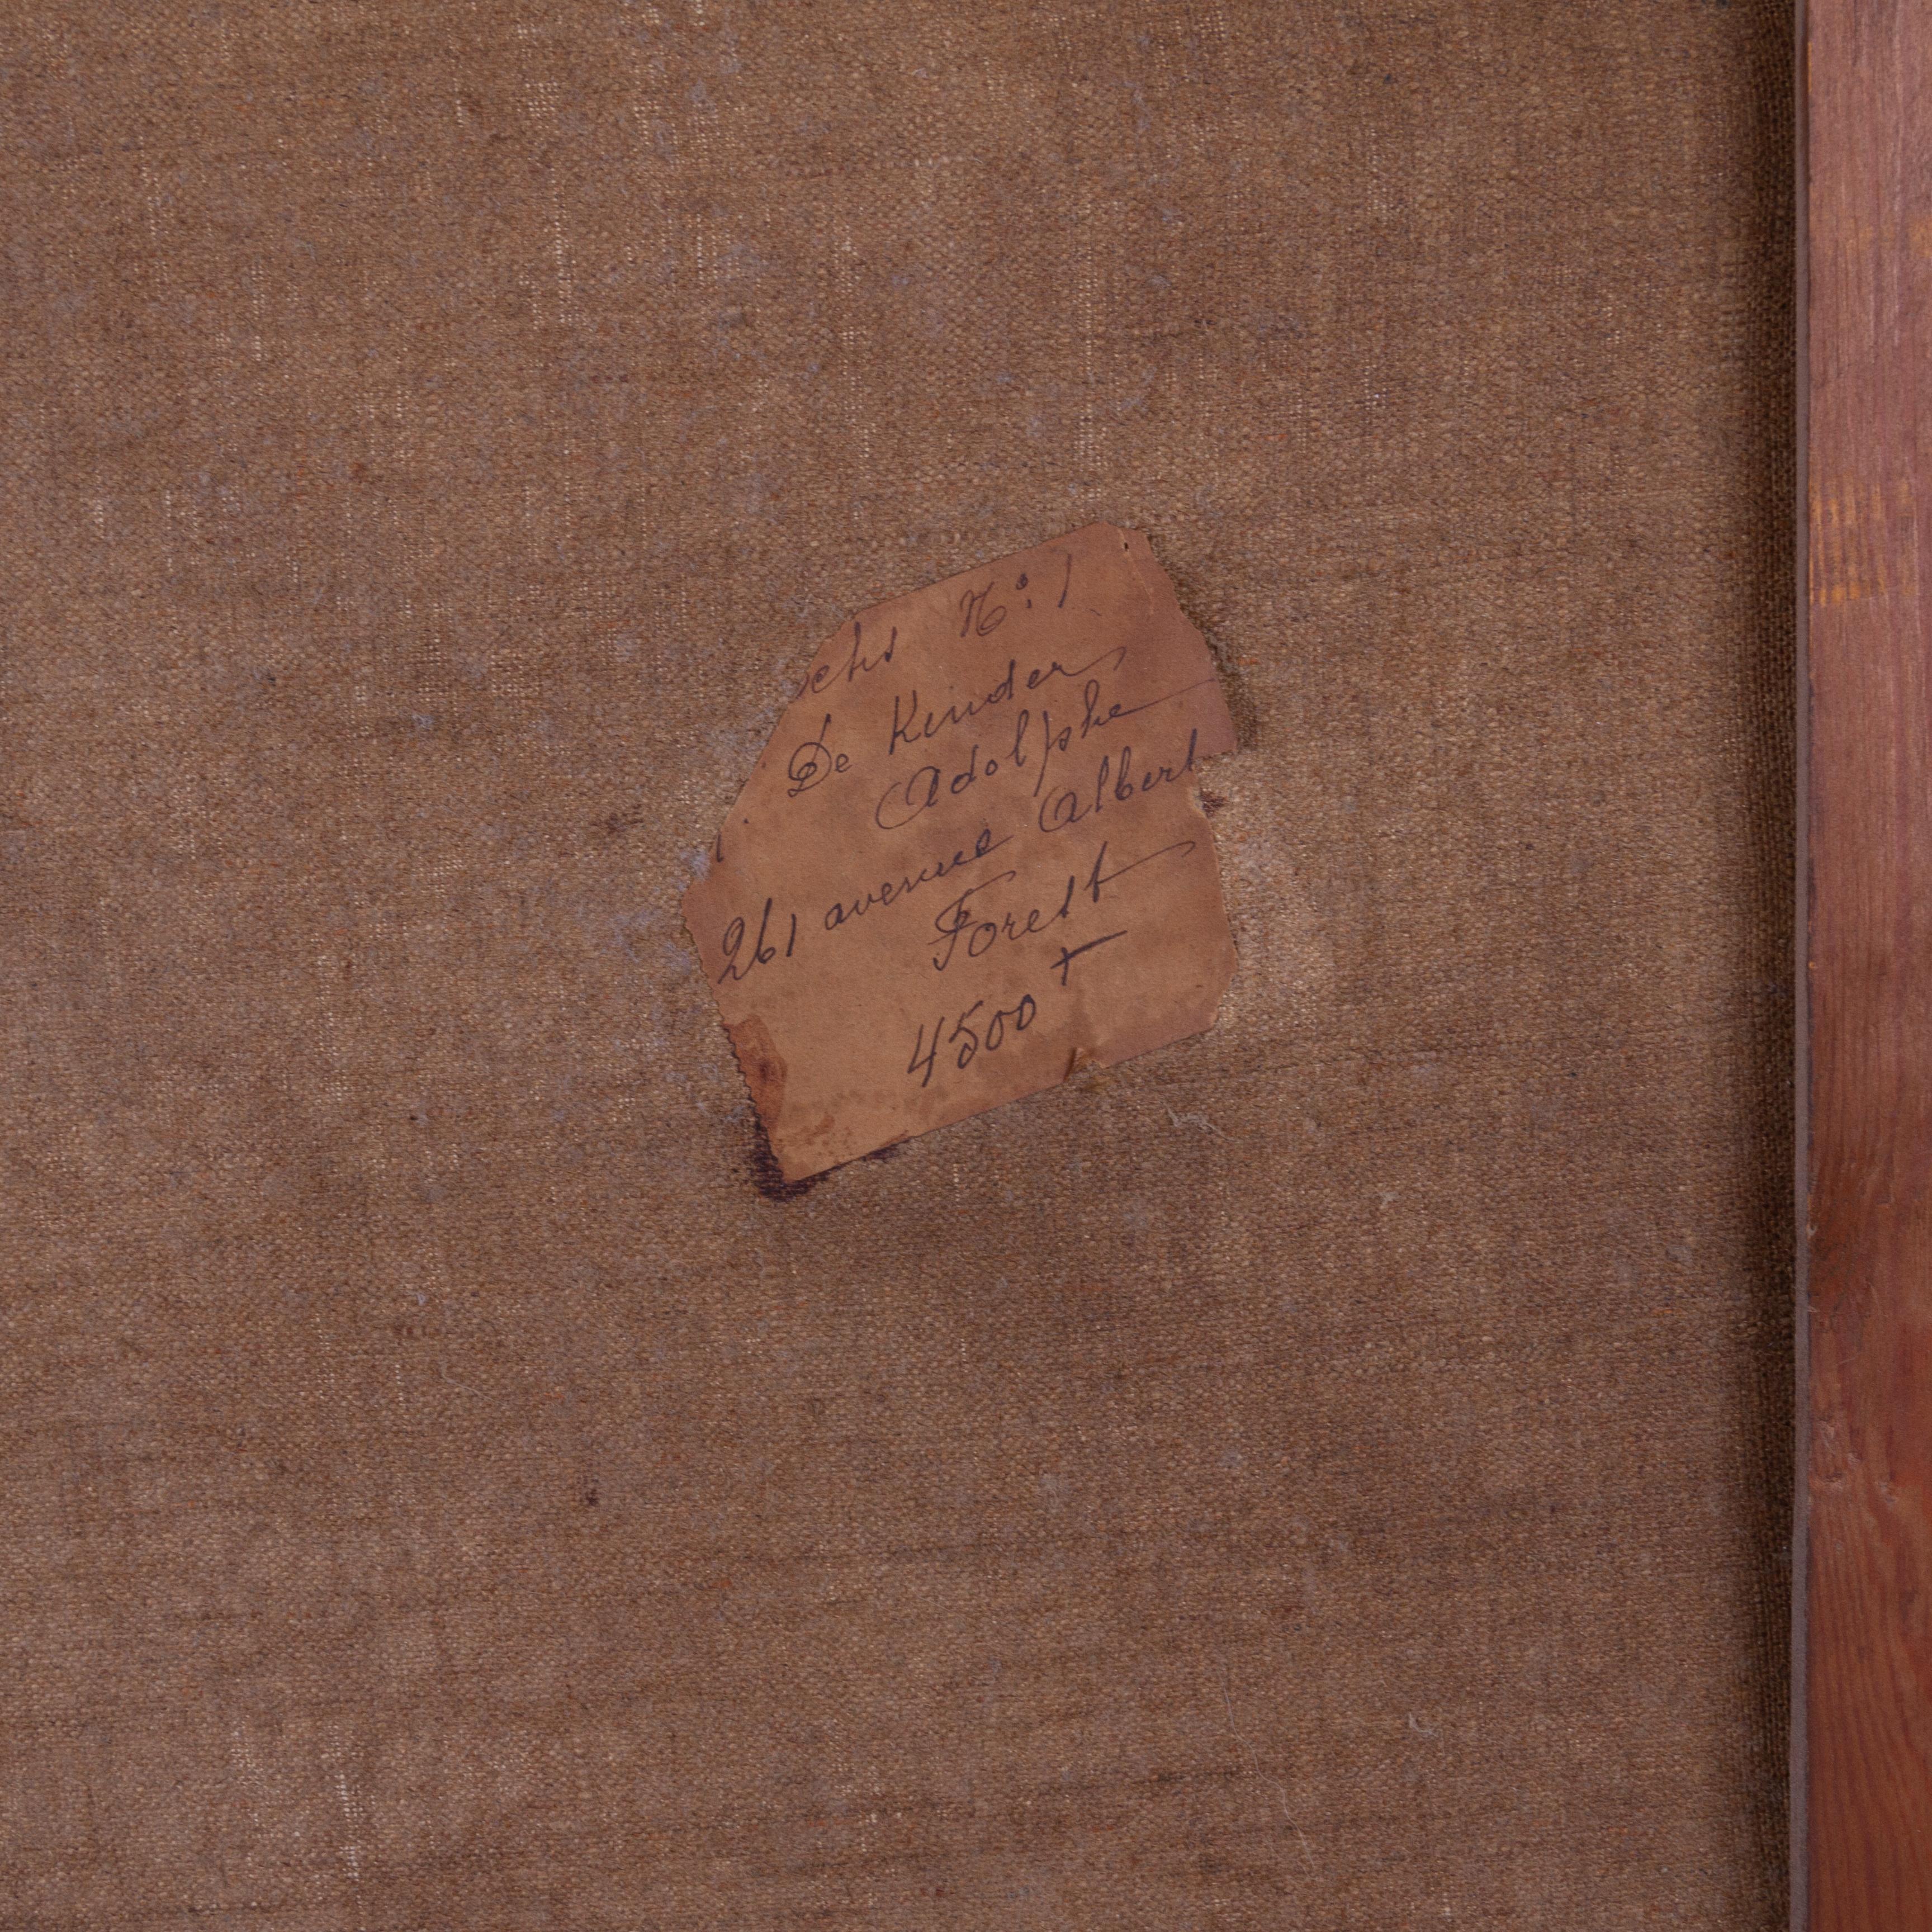 N°: 1
De Kinder
Adolphe
261 avenue Albert
Forest
4500 +